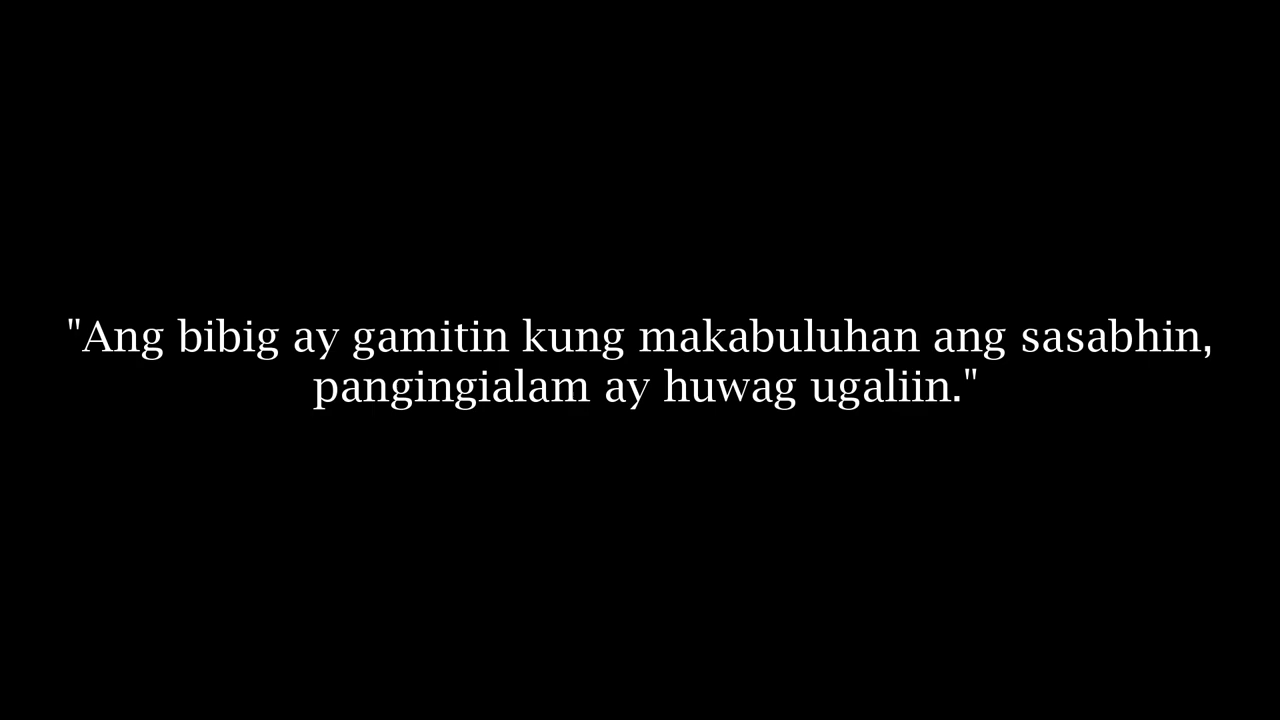 "Ang bibig ay gamitin kung makabuluhan ang sasabhin,
pangingialam ay huwag ugaliin."